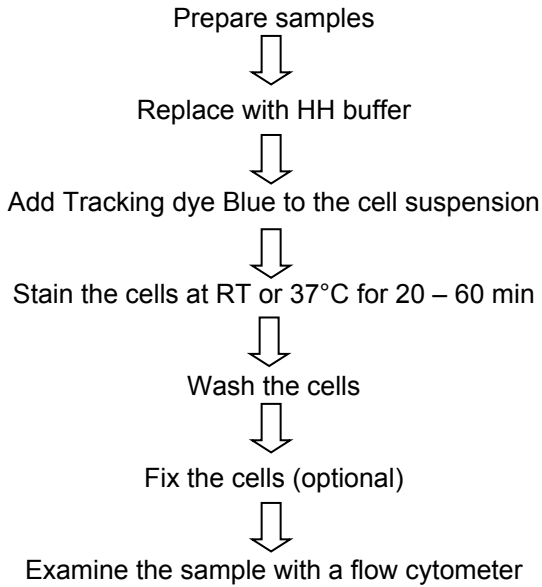 Prepare samples
Replace with HH buffer
Add Tracking dye Blue to the cell suspension
Stain the cells at RT or 37°C for 20 – 60 min
Wash the cells
Fix the cells (optional)
Examine the sample with a flow cytometer